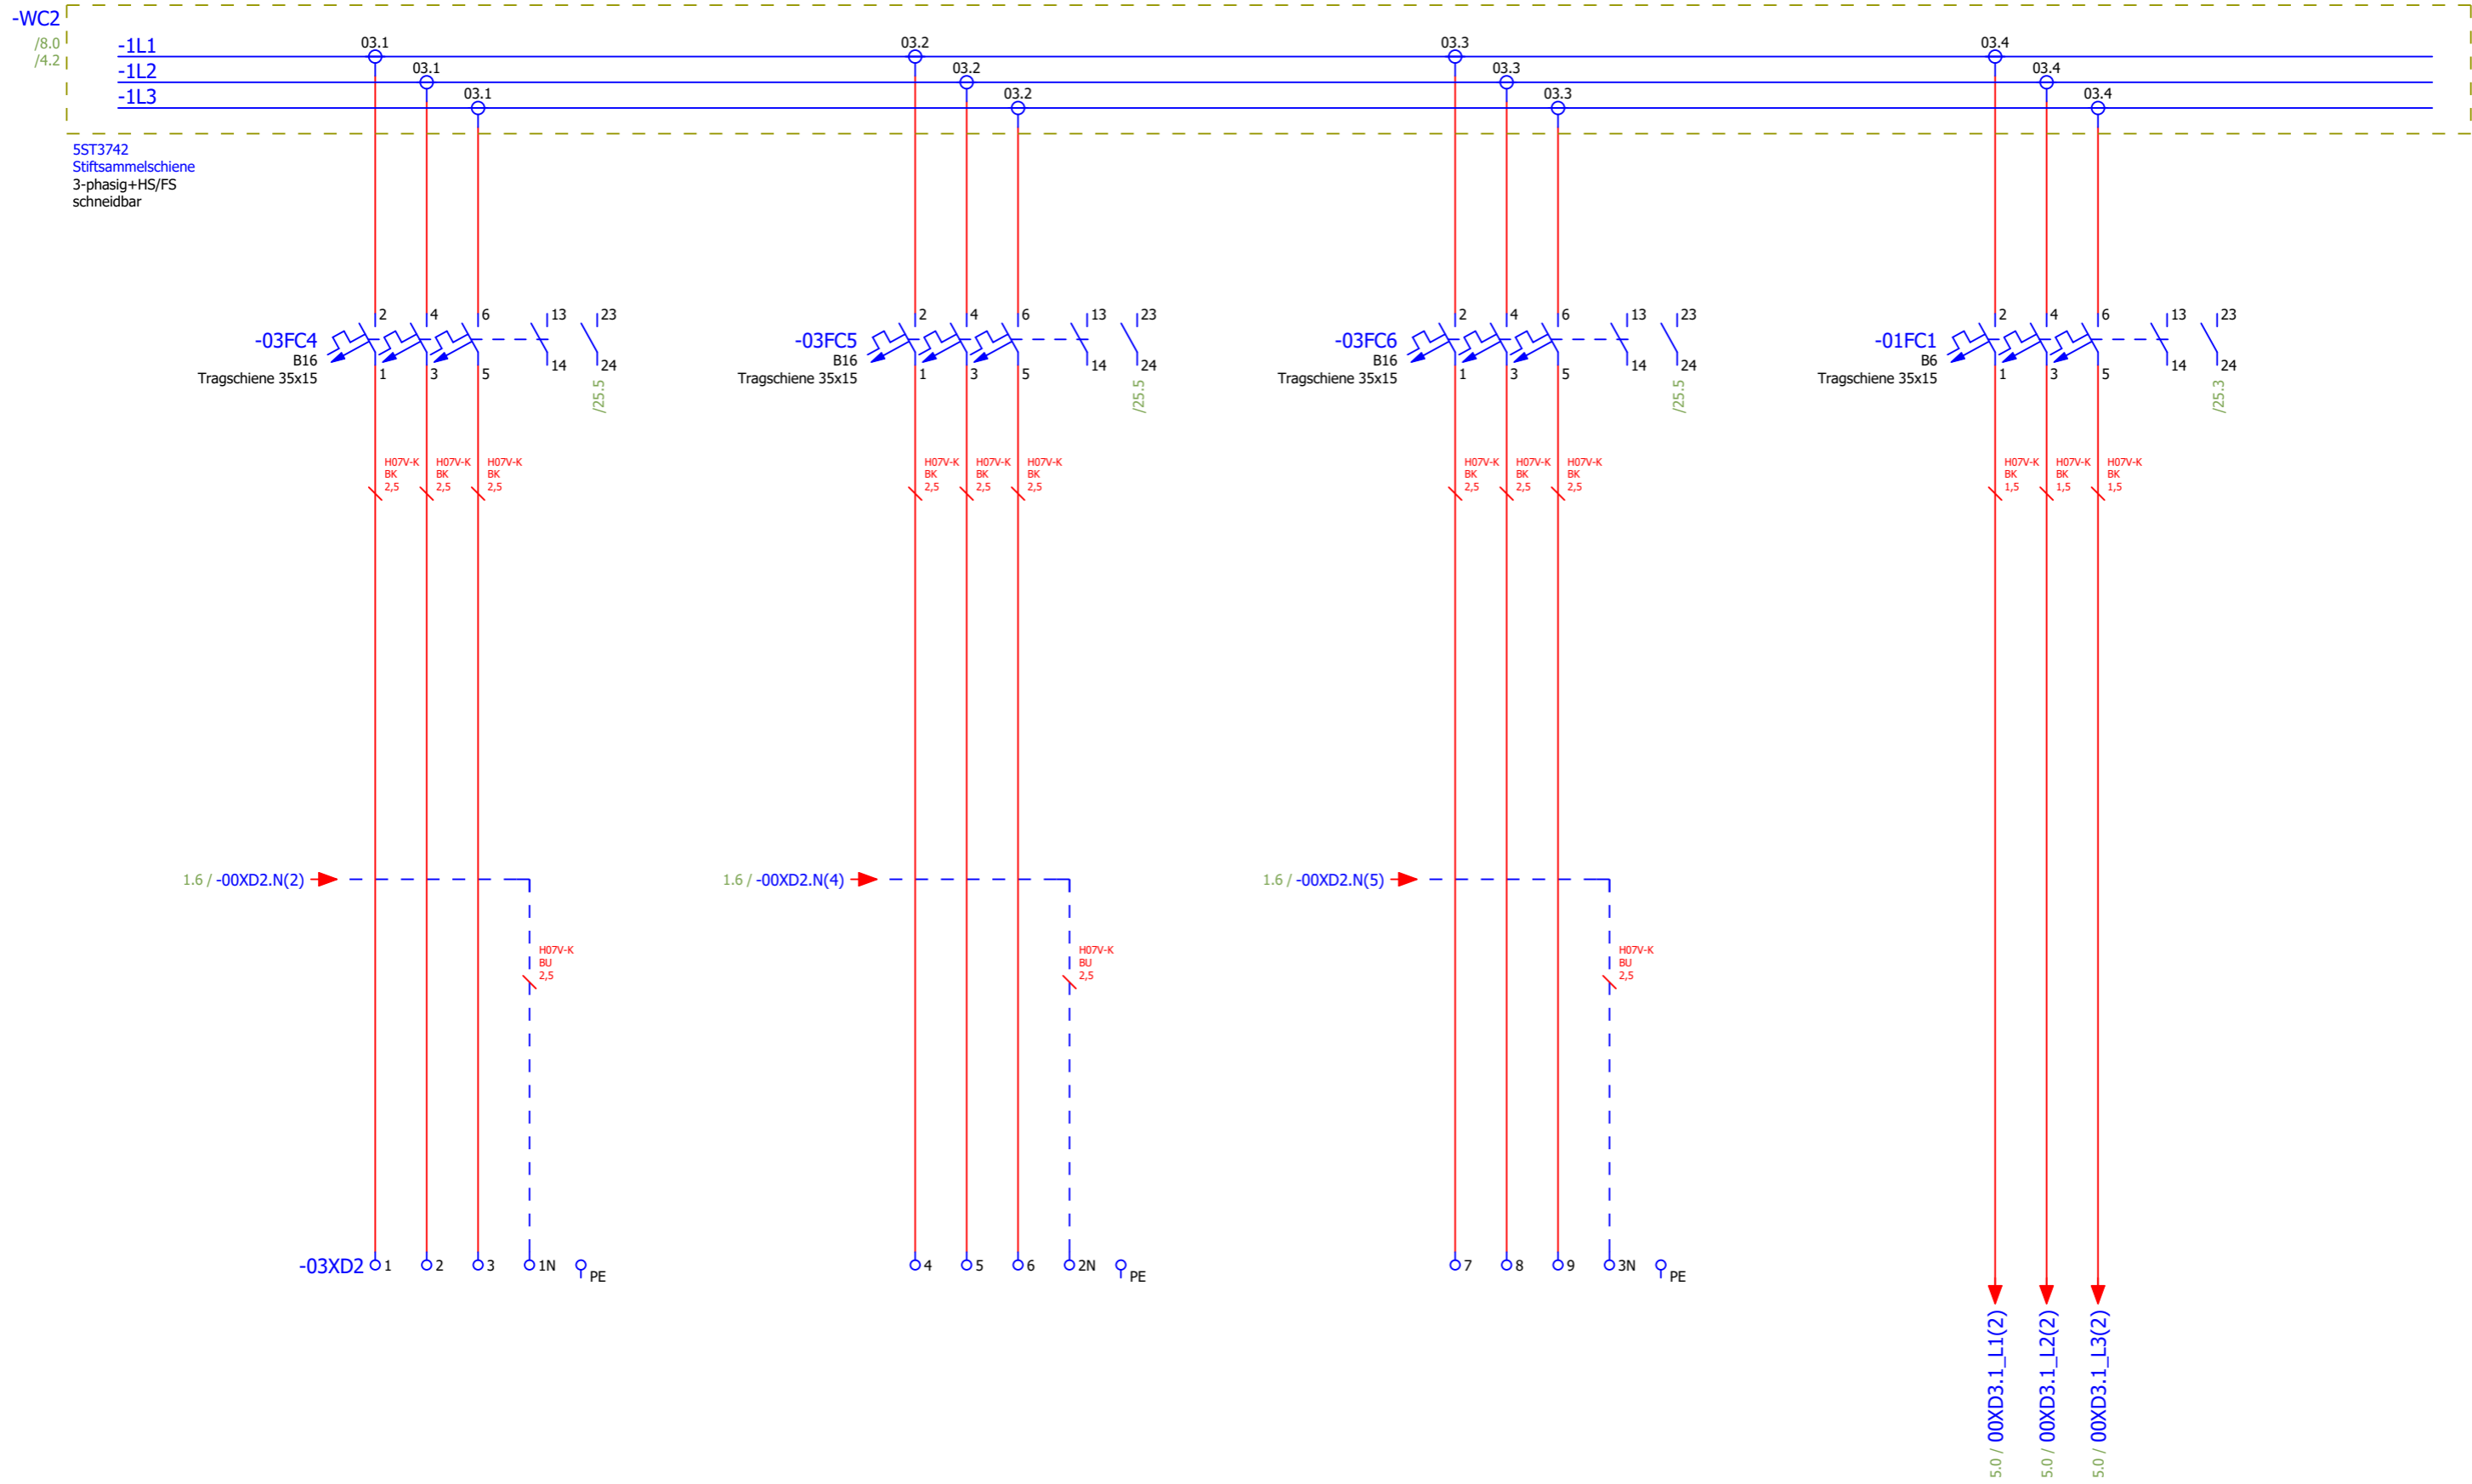 -WC2
/8.0
/4.2
-1L1
-1L2
-1L3
03.1
03.1
03.1
03.2
03.2
03.2
03.3
03.3
03.3
03.4
03.4
03.4
5ST3742
Stiftsammelschiene
3-phasig+HS/FS
schneidbar
-03FC4
B16
Tragschiene 35x15
2
4
6
13
23
1
3
5
14
24
/25.5
-03FC5
B16
Tragschiene 35x15
2
4
6
13
23
1
3
5
14
24
/25.5
-03FC6
B16
Tragschiene 35x15
2
4
6
13
23
1
3
5
14
24
/25.5
-01FC1
B6
Tragschiene 35x15
2
4
6
13
23
1
3
5
14
24
/25.3
H07V-K
BK
2,5
H07V-K
BK
2,5
H07V-K
BK
2,5
H07V-K
BK
2,5
H07V-K
BK
2,5
H07V-K
BK
2,5
H07V-K
BK
2,5
H07V-K
BK
2,5
H07V-K
BK
2,5
H07V-K
BK
1,5
H07V-K
BK
1,5
H07V-K
BK
1,5
1.6 / -00XD2.N(2)
1.6 / -00XD2.N(4)
1.6 / -00XD2.N(5)
H07V-K
BU
2,5
H07V-K
BU
2,5
H07V-K
BU
2,5
-03XD2
1
2
3
1N
PE
4
5
6
2N
PE
7
8
9
3N
PE
5.0 / 00XD3.1_L1(2)
5.0 / 00XD3.1_L2(2)
5.0 / 00XD3.1_L3(2)